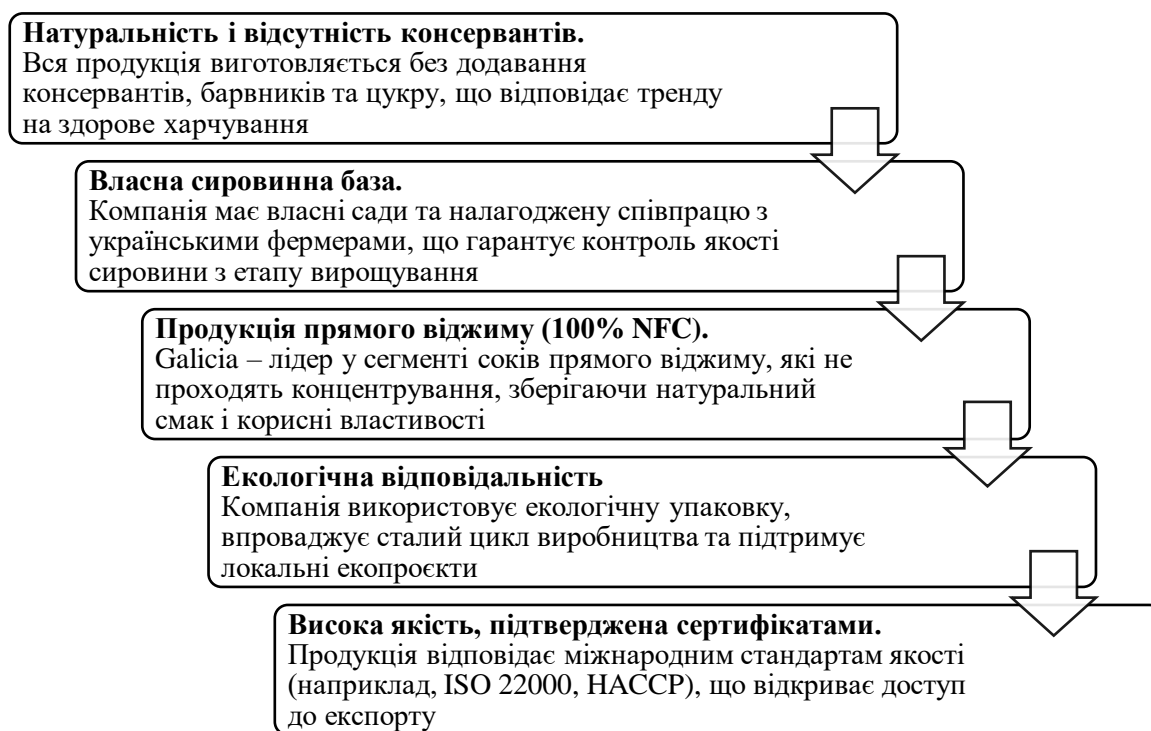 Натуральність і відсутність консервантів.
Вся продукція виготовляється без додавання
консервантів, барвників та цукру, що відповідає тренду
на здорове харчування
Власна сировинна база.
Компанія має власні сади та налагоджену співпрацю з
українськими фермерами, що гарантує контроль якості
сировини з етапу вирощування
Продукція прямого віджиму (100% NFC).
Galicia – лідер у сегменті соків прямого віджиму, які не
проходять концентрування, зберігаючи натуральний
смак і корисні властивості
Екологічна відповідальність
Компанія використовує екологічну упаковку,
впроваджує сталий цикл виробництва та підтримує
локальні екопроєкти
Висока якість, підтверджена сертифікатами.
Продукція відповідає міжнародним стандартам якості
(наприклад, ISO 22000, HACCP), що відкриває доступ
до експорту